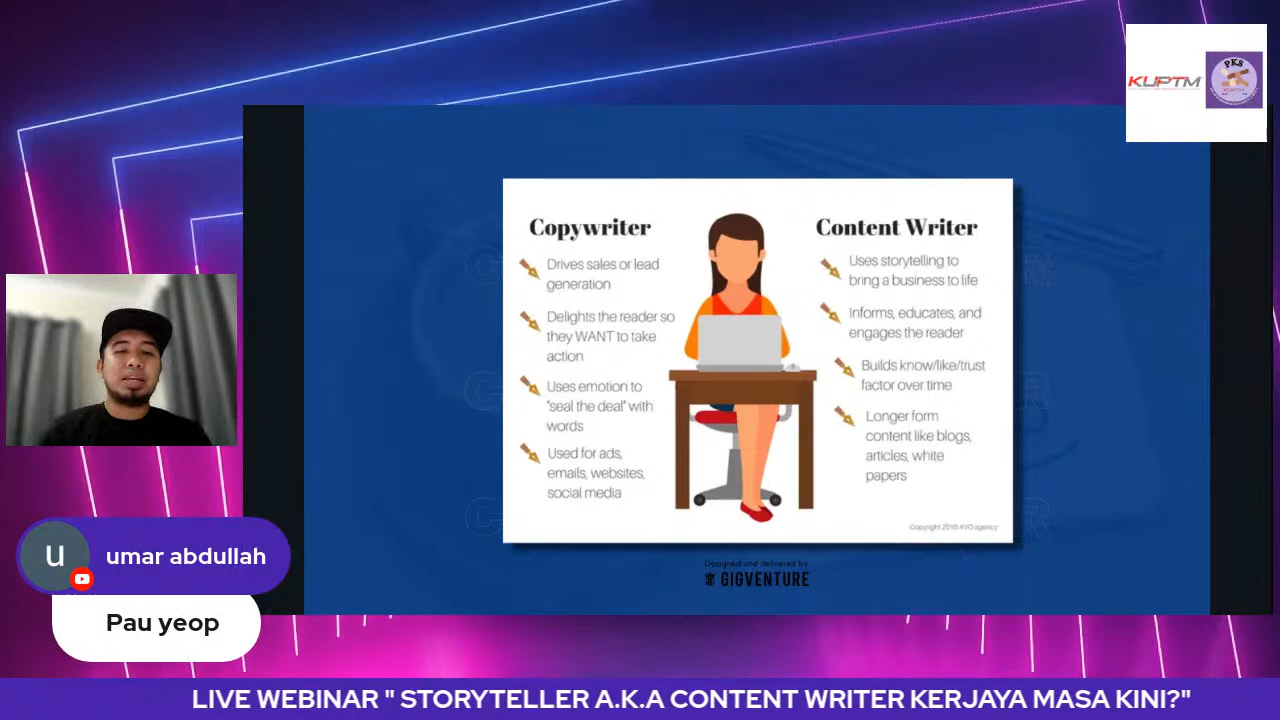 KUPTM
PKS
Copywriter
Drives sales or lead
generation
Delights the reader so
they WANT to take
action
Uses emotion to
"seal the deal" with
words
Used for ads,
emails, websites,
social media
Content Writer
Uses storytelling to
bring a business to life
Informs, educates, and
engages the reader
Builds know/like/trust
factor over time
Longer form
content like blogs,
articles, white
papers
Copyright 2018 AVO agency
Designed and delivered by
GIGVENTURE
u
umar abdullah
Pau yeop
LIVE WEBINAR " STORYTELLER A.K.A CONTENT WRITER KERJAYA MASA KINI?"